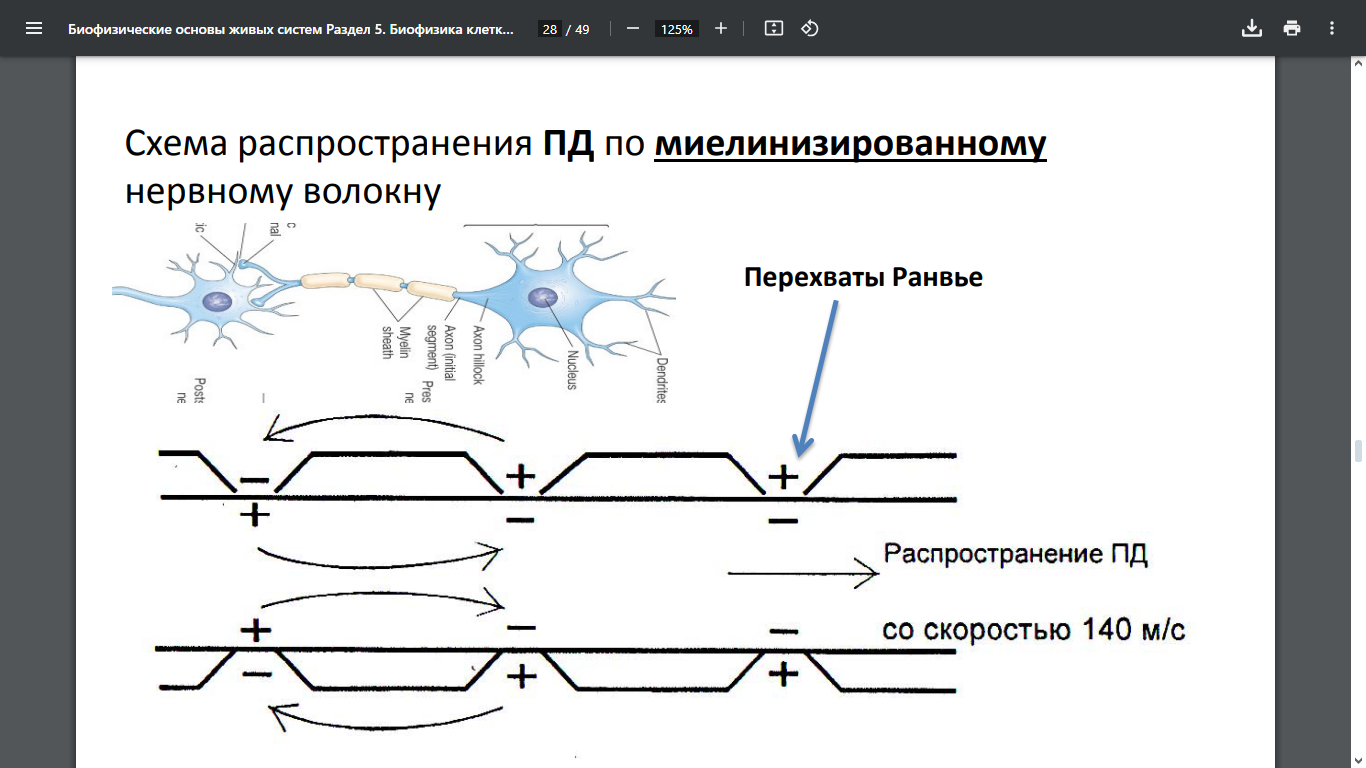 Биофизические основы живых систем Раздел 5. Биофизика клетк...
28 / 49
125%
Схема распространения ПД по миелинизированному
нервному волокну
Перехваты Ранвье
Dendrites
Nucleus
Axon hillock
Axon (initial
segment)
Myelin
sheath
Pres
ne
Posts
ne
nal
c
tic
− + +
+ − −
Распространение ПД
со скоростью 140 м/с
+ − −
− + +